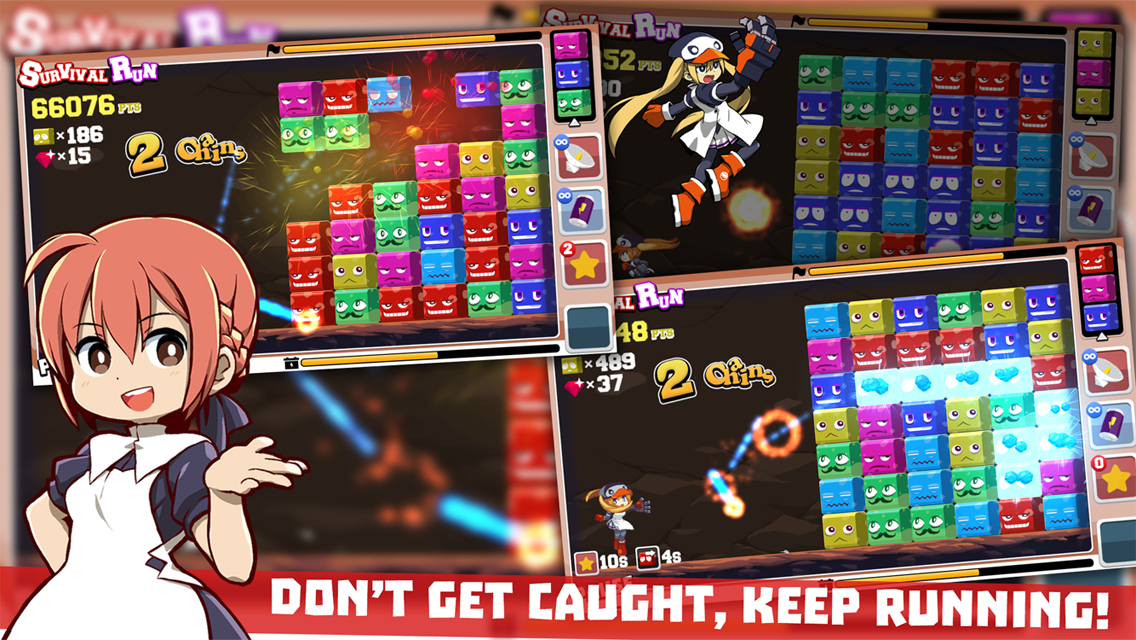 SURVIVAL RUN
66076 PTS
×186
×15
2 Chains
2
SURVIVAL RUN
52 PTS
RUN
48 PTS
×489
×37
2 Chains
0
10s 4s
DON'T GET CAUGHT, KEEP RUNNING!